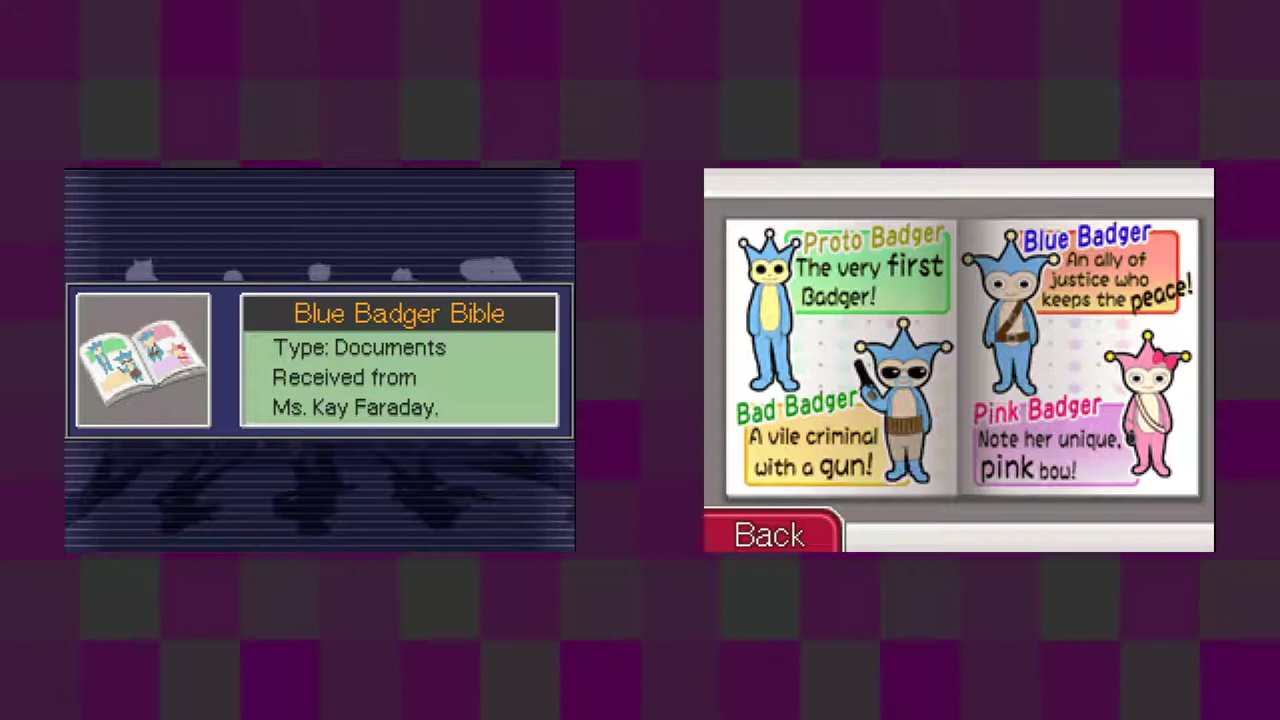 Blue Badger Bible
Type: Documents
Received from
Ms. Kay Faraday.
Proto Badger
The very first
Badger!
Bad Badger
A vile criminal
with a gun!
Blue Badger
An ally of
justice who
keeps the peace!
Pink Badger
Note her unique,
pink bow!
Back